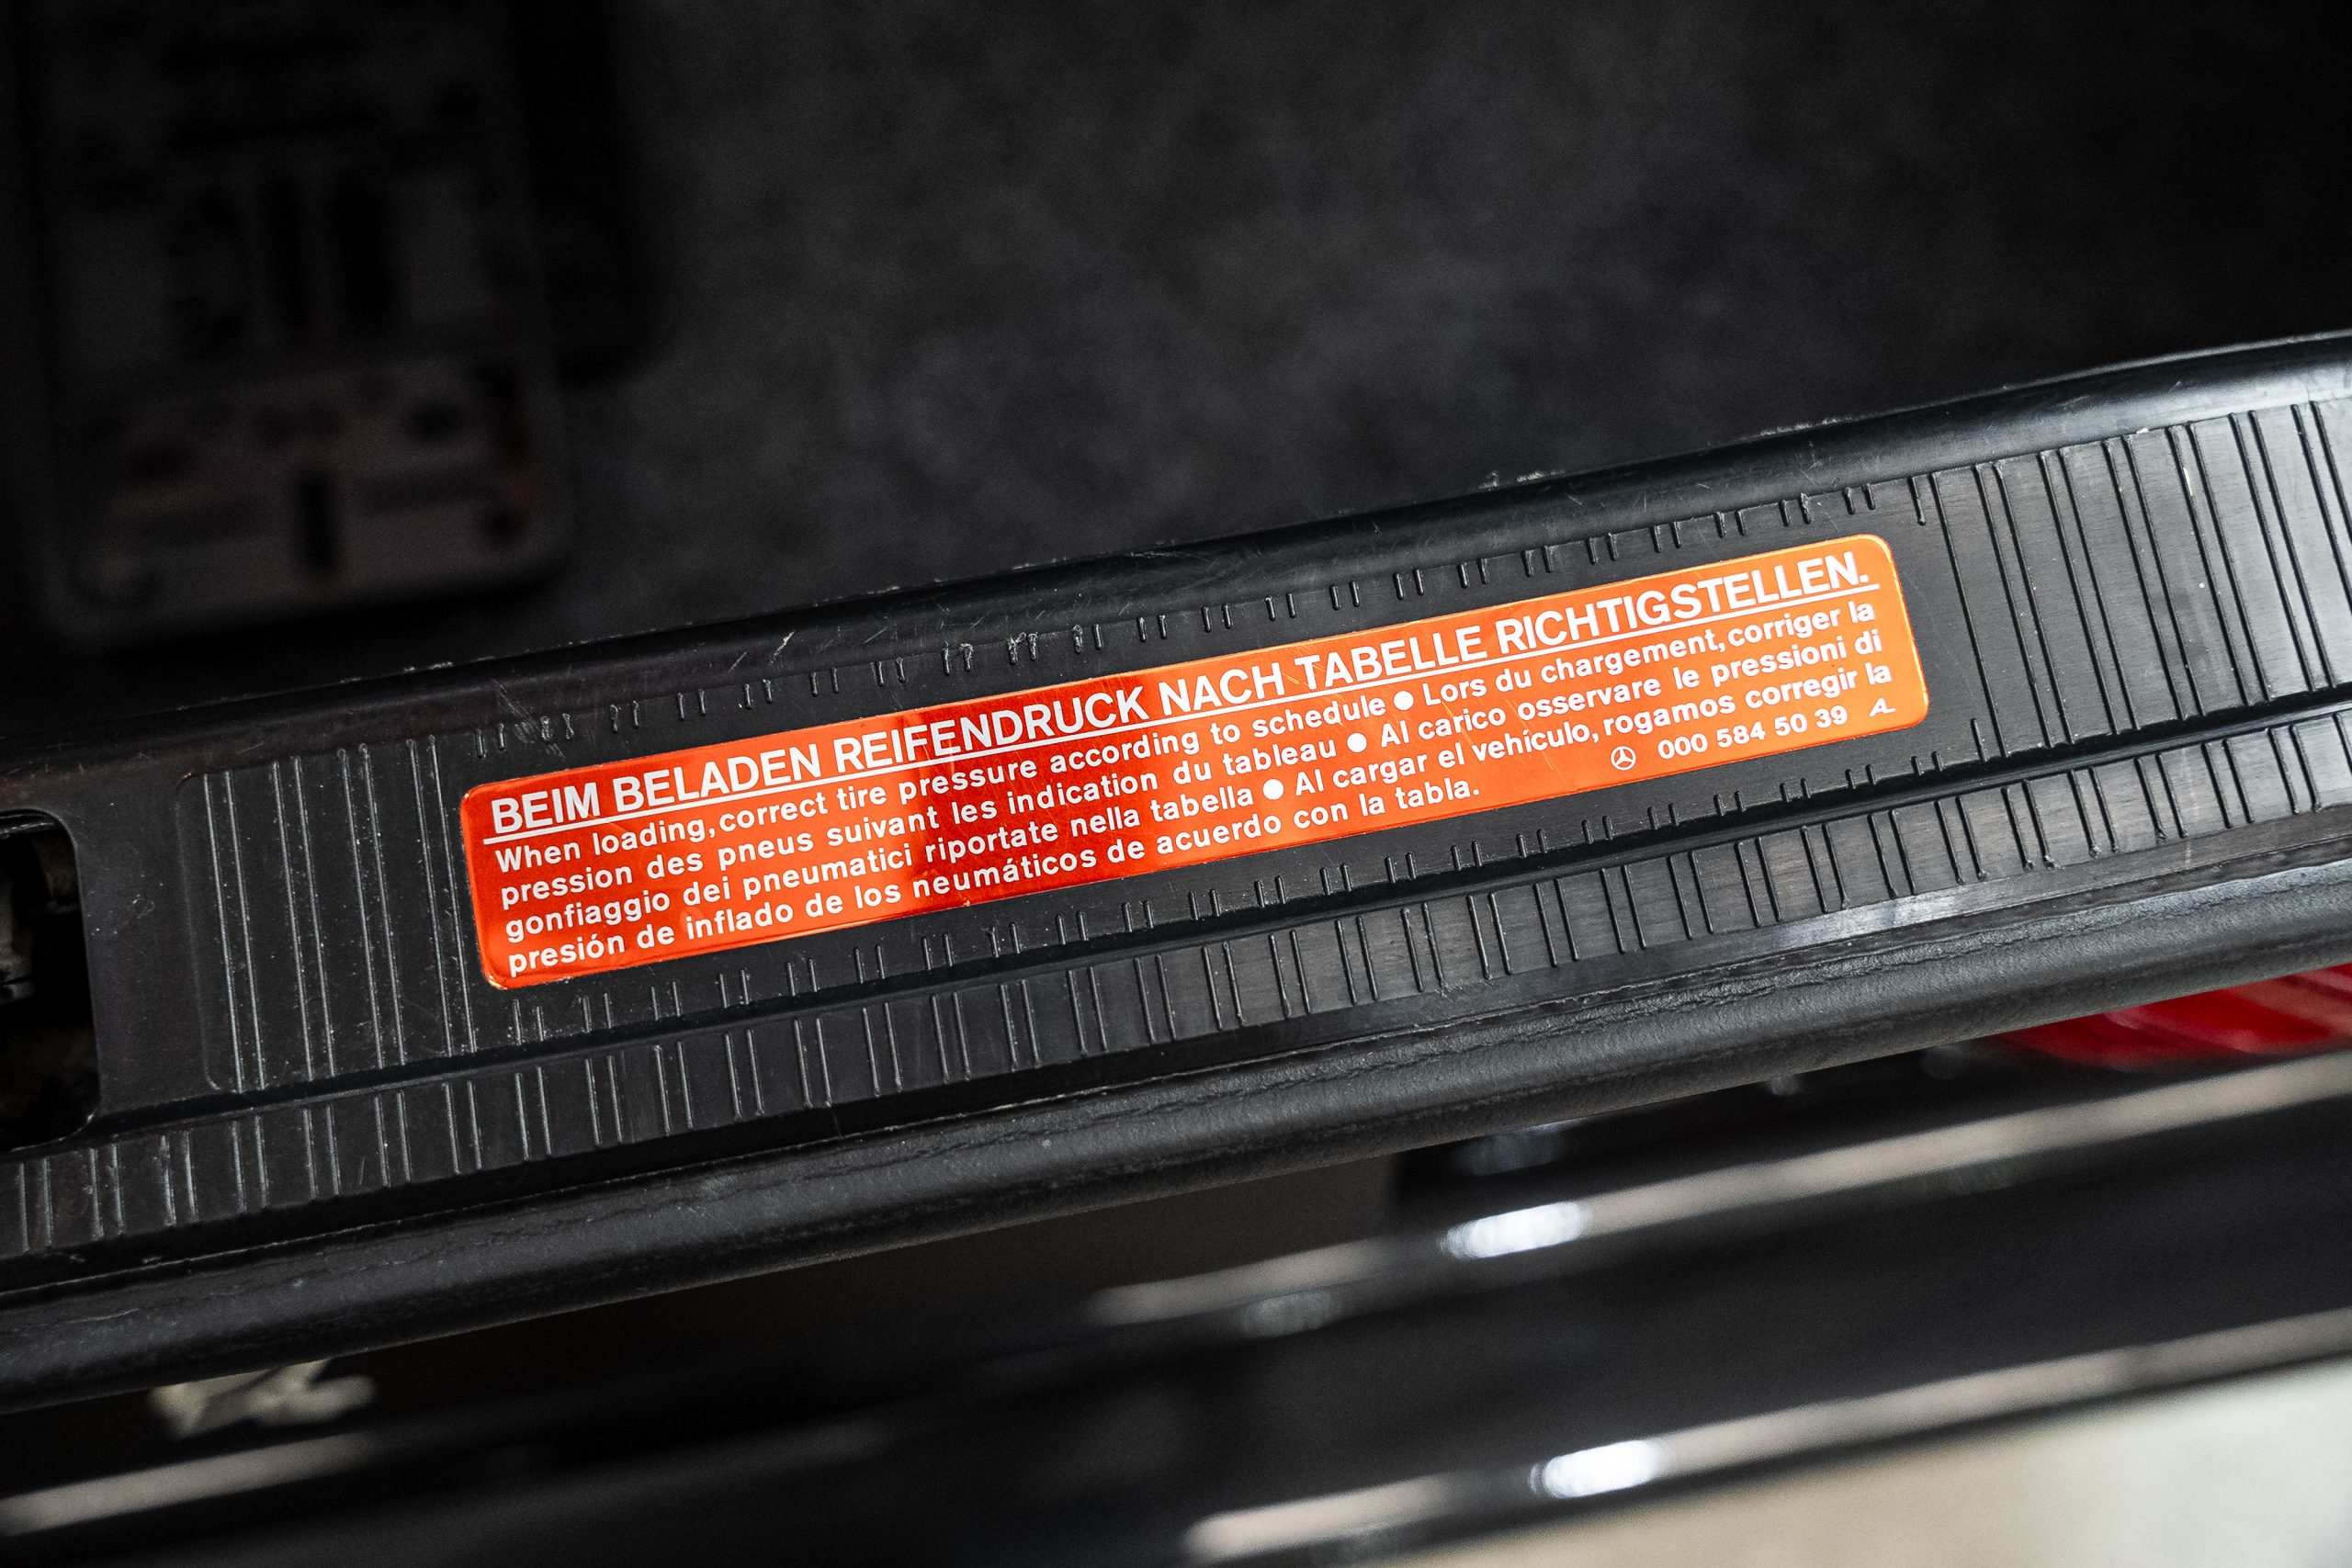 BEIM BELADEN REIFENDRUCK NACH TABELLE RICHTIGSTELLEN.
When loading, correct tire pressure according to schedule ● Lors du chargement, corriger la
pression des pneus suivant les indication du tableau ● Al carico osservare le pressioni di
gonfiaggio dei pneumatici riportate nella tabella ● Al cargar el vehículo, rogamos corregir la
presión de inflado de los neumáticos de acuerdo con la tabla.
000 584 50 39